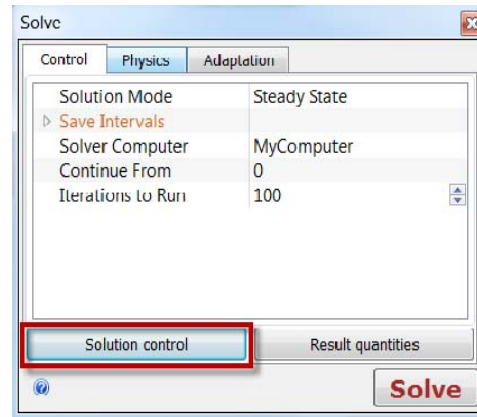 Solve
Control Physics Adaptation
Solution Mode Steady State
Save Intervals
Solver Computer MyComputer
Continue From 0
Iterations to Run 100
Solution control Result quantities
Solve